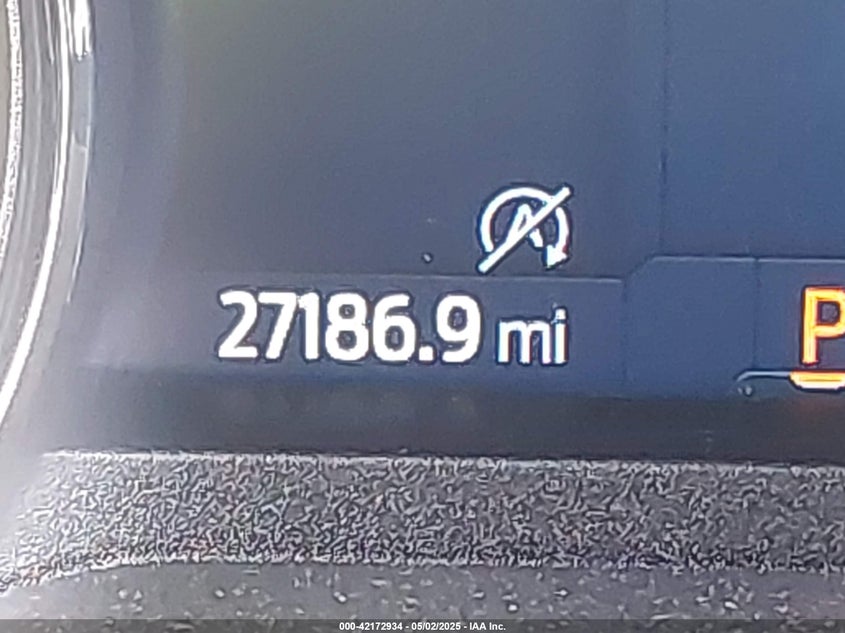 A
27186.9 mi
P
000-42172934 - 05/02/2025 - IAA Inc.